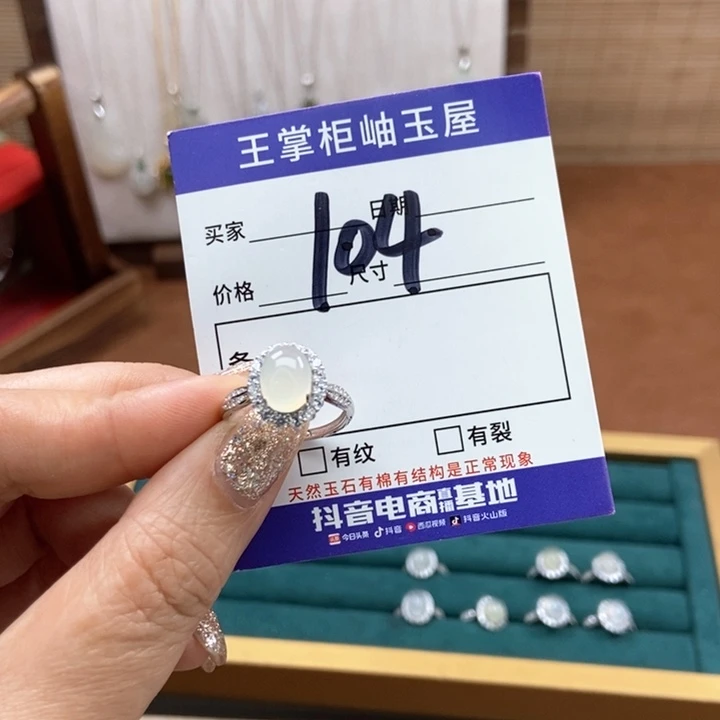 王掌柜岫玉屋
买家 日期
104
价格 尺寸
备
有纹 有裂
天然玉石有棉有结构是正常现象
抖音电商直播基地
今日头条 抖音 西瓜视频 抖音火山版